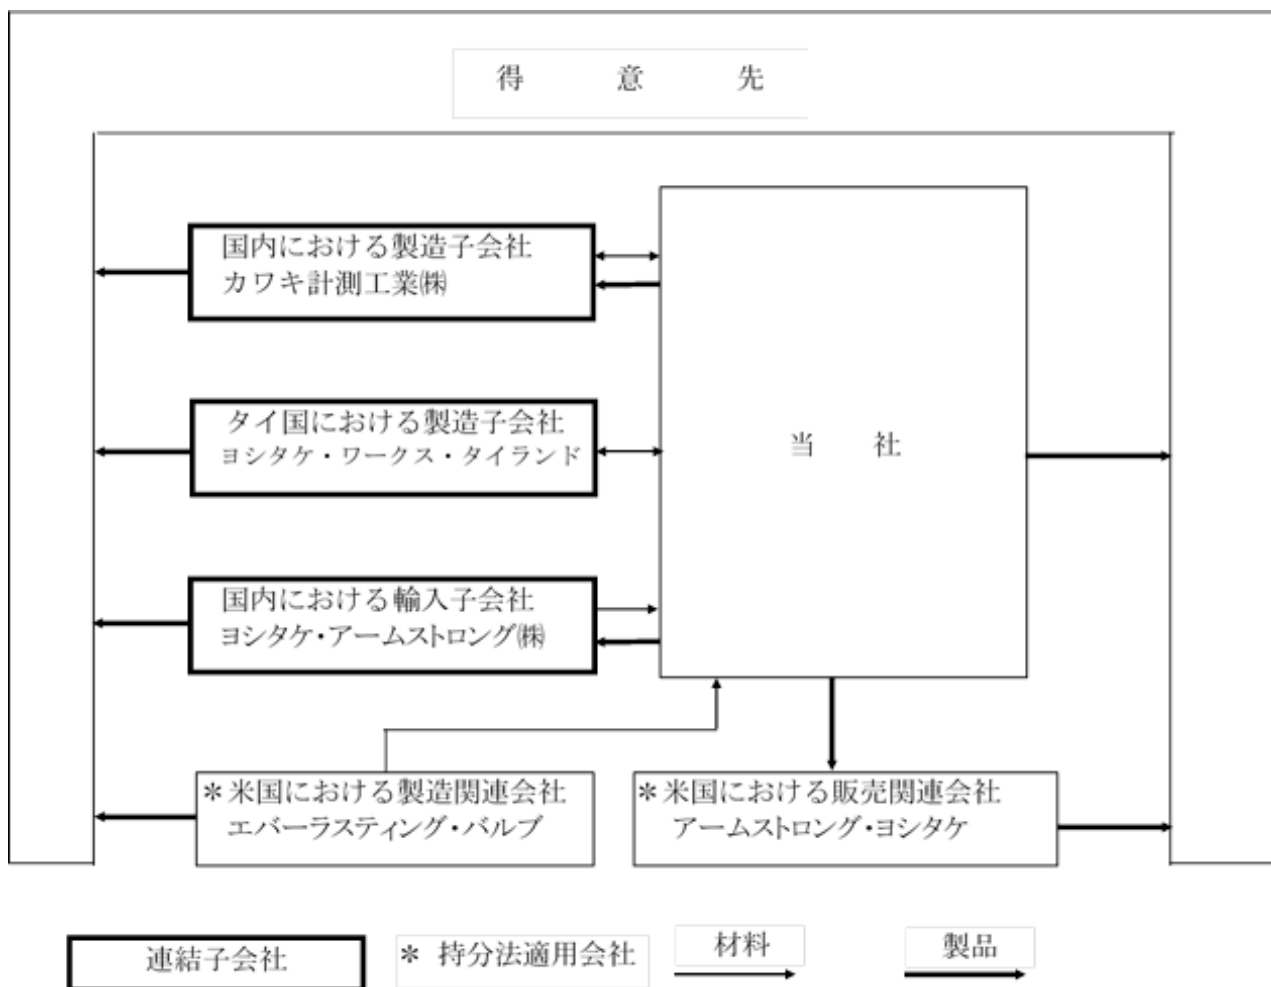 得 意 先
国内における製造子会社
カワキ計測工業㈱
タイ国における製造子会社
ヨシタケ・ワークス・タイランド
当 社
国内における輸入子会社
ヨシタケ・アームストロング㈱
＊米国における製造関連会社
エバーラスティング・バルブ
＊米国における販売関連会社
アームストロング・ヨシタケ
連結子会社
＊ 持分法適用会社
材料
製品